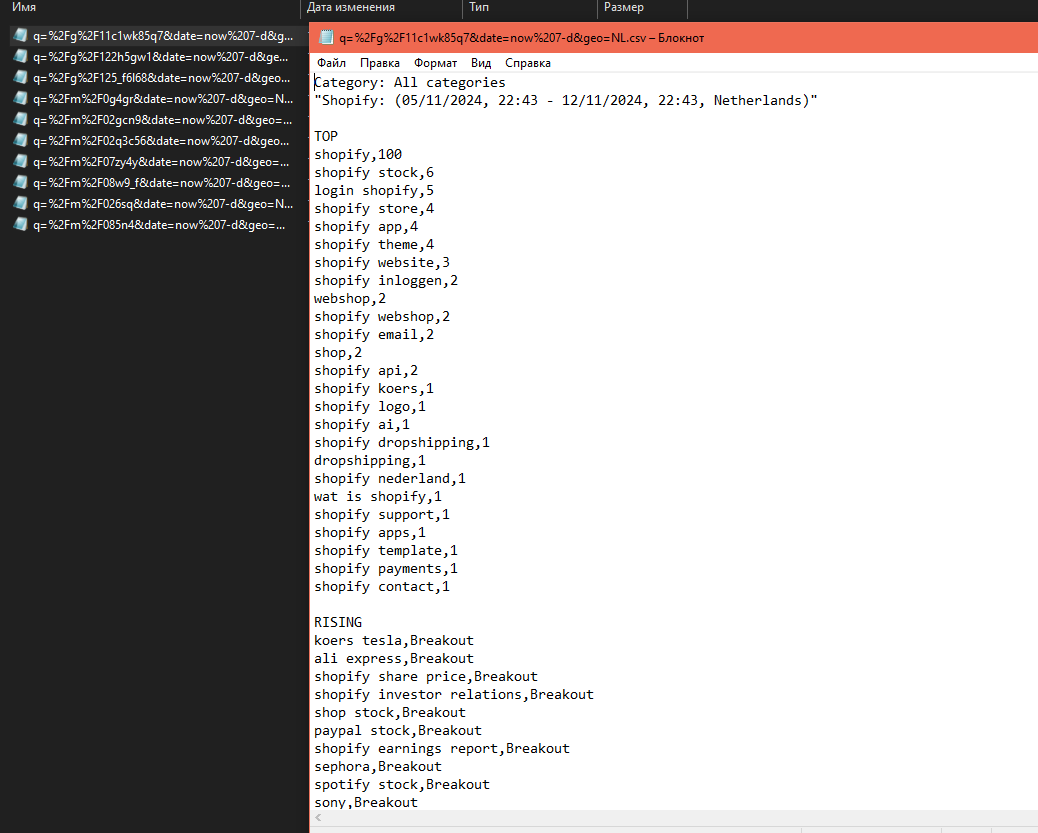 Имя
Дата изменения
Тип
Размер
q=%2Fg%2F11c1wk85q7&date=now%207-d&g...
q=%2Fg%2F122h5gw1&date=now%207-d&ge...
q=%2Fg%2F125_f6l68&date=now%207-d&geo...
q=%2Fm%2F0g4gr&date=now%207-d&geo=N...
q=%2Fm%2F02gcn9&date=now%207-d&geo=...
q=%2Fm%2F02q3c56&date=now%207-d&geo...
q=%2Fm%2F07zy4y&date=now%207-d&geo=...
q=%2Fm%2F08w9_f&date=now%207-d&geo=...
q=%2Fm%2F026sq&date=now%207-d&geo=N...
q=%2Fm%2F085n4&date=now%207-d&geo=...
q=%2Fg%2F11c1wk85q7&date=now%207-d&geo=NL.csv – Блокнот
Файл Правка Формат Вид Справка
Category: All categories
"Shopify: (05/11/2024, 22:43 - 12/11/2024, 22:43, Netherlands)"
TOP
shopify,100
shopify stock,6
login shopify,5
shopify store,4
shopify app,4
shopify theme,4
shopify website,3
shopify inloggen,2
webshop,2
shopify webshop,2
shopify email,2
shop,2
shopify api,2
shopify koers,1
shopify logo,1
shopify ai,1
shopify dropshipping,1
dropshipping,1
shopify nederland,1
wat is shopify,1
shopify support,1
shopify apps,1
shopify template,1
shopify payments,1
shopify contact,1
RISING
koers tesla,Breakout
ali express,Breakout
shopify share price,Breakout
shopify investor relations,Breakout
shop stock,Breakout
paypal stock,Breakout
shopify earnings report,Breakout
sephora,Breakout
spotify stock,Breakout
sony,Breakout